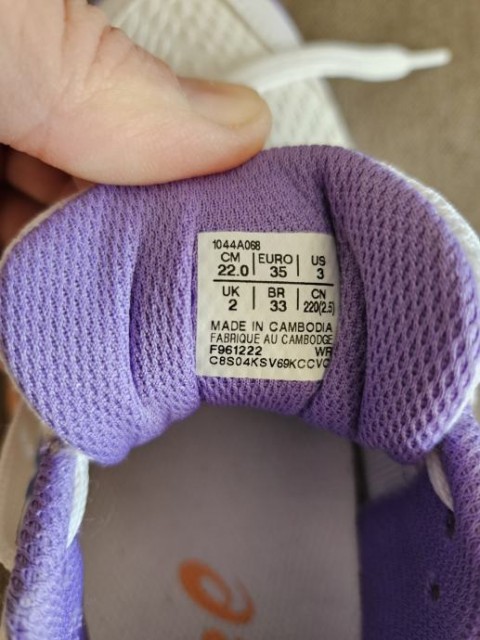 1044A068
CM | EURO | US
22.0 | 35 | 3
UK | BR | CN
2 | 33 | 220(2.5)
MADE IN CAMBODIA
FABRIQUE AU CAMBODGE
F961222 WR
C8S04KSV69KCCVC